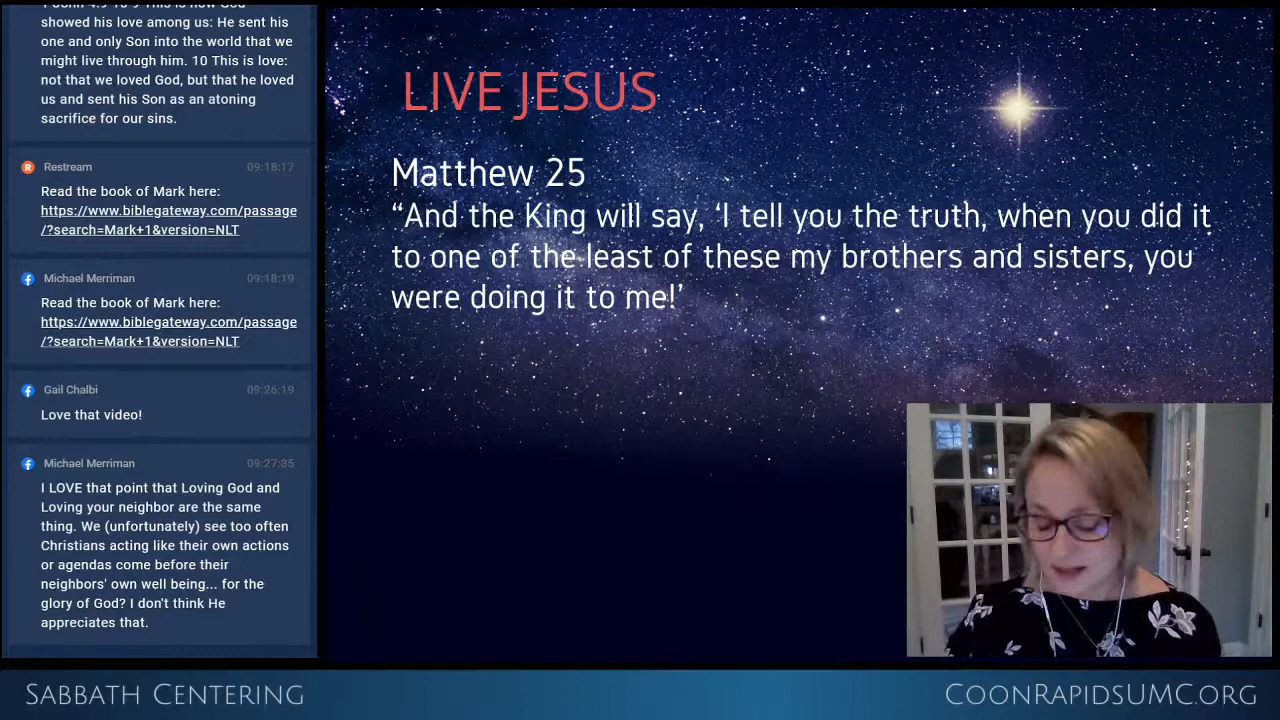 showed his love among us: He sent his
one and only Son into the world that we
might live through him. 10 This is love:
not that we loved God, but that he loved
us and sent his Son as an atoning
sacrifice for our sins.
Restream 09:18:17
Read the book of Mark here:
https://www.biblegateway.com/passage
/?search=Mark+1&version=NLT
Michael Merriman 09:18:19
Read the book of Mark here:
https://www.biblegateway.com/passage
/?search=Mark+1&version=NLT
Gail Chalbi 09:26:19
Love that video!
Michael Merriman 09:27:35
I LOVE that point that Loving God and
Loving your neighbor are the same
thing. We (unfortunately) see too often
Christians acting like their own actions
or agendas come before their
neighbors' own well being... for the
glory of God? I don't think He
appreciates that.
LIVE JESUS
Matthew 25
“And the King will say, ‘I tell you the truth, when you did it
to one of the least of these my brothers and sisters, you
were doing it to me!’
Sabbath Centering
CoonRapidsUMC.org